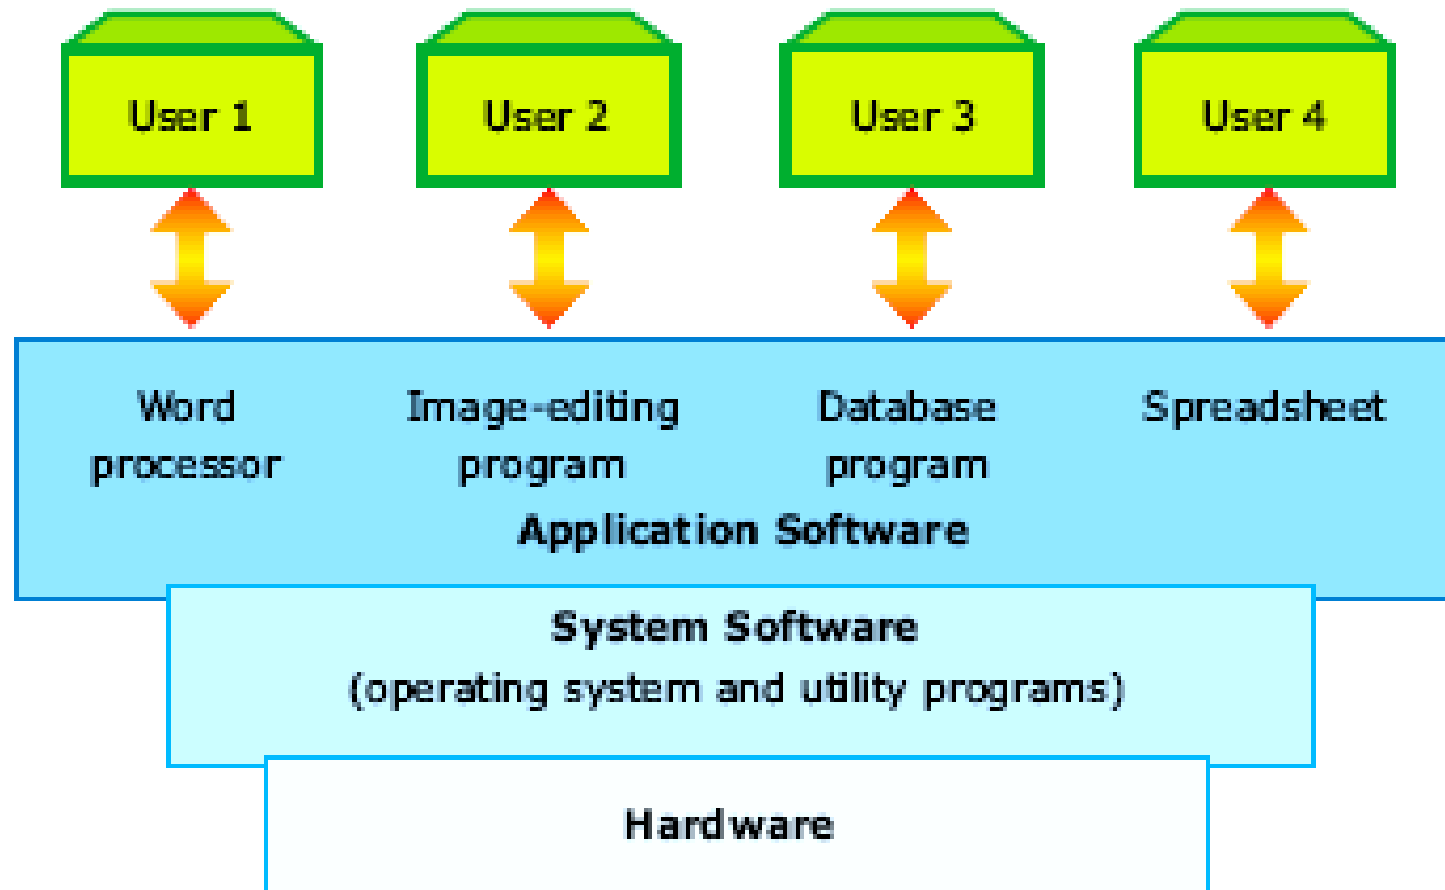 User 1
User 2
User 3
User 4
Word processor
Image-editing program
Database program
Spreadsheet
Application Software
System Software
(operating system and utility programs)
Hardware